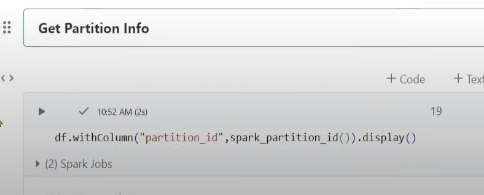 Get Partition Info
+ Code
+ Text
10:52 AM (2s)
19
df.withColumn("partition_id",spark_partition_id()).display()
(2) Spark Jobs